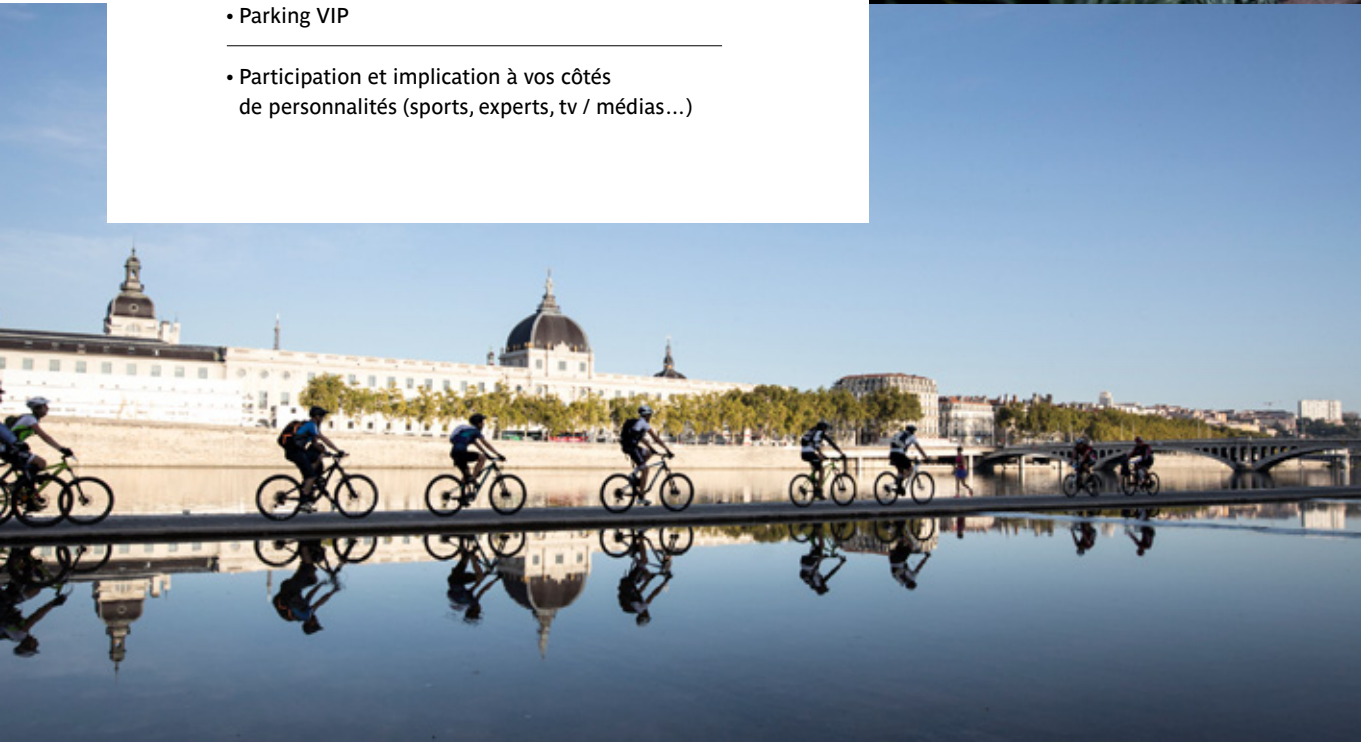 • Parking VIP
• Participation et implication à vos côtés
de personnalités (sports, experts, tv / médias…)